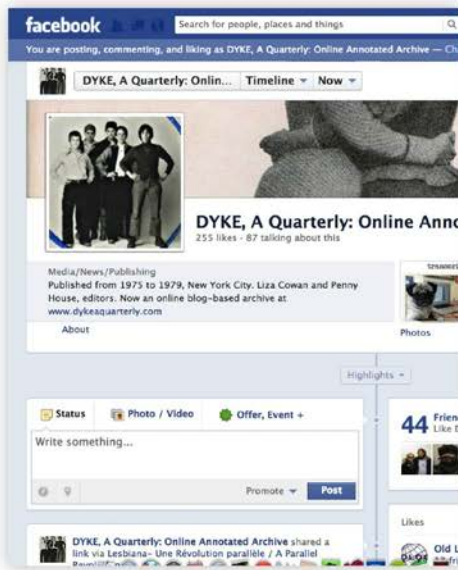 facebook
Search for people, places and things
You are posting, commenting, and liking as DYKE, A Quarterly: Online Annotated Archive — Ch
DYKE, A Quarterly: Onlin...
Timeline
Now
DYKE, A Quarterly: Online Anno
255 likes · 87 talking about this
Media/News/Publishing
Published from 1975 to 1979, New York City. Liza Cowan and Penny
House, editors. Now an online blog-based archive at
www.dykeaquarterly.com
About
Photos
Highlights
Status
Photo / Video
Offer, Event +
Write something...
Promote
Post
44
Frien
Like D
DYKE, A Quarterly: Online Annotated Archive shared a
link via Lesbiana- Une Révolution parallèle / A Parallel
Likes
Old L